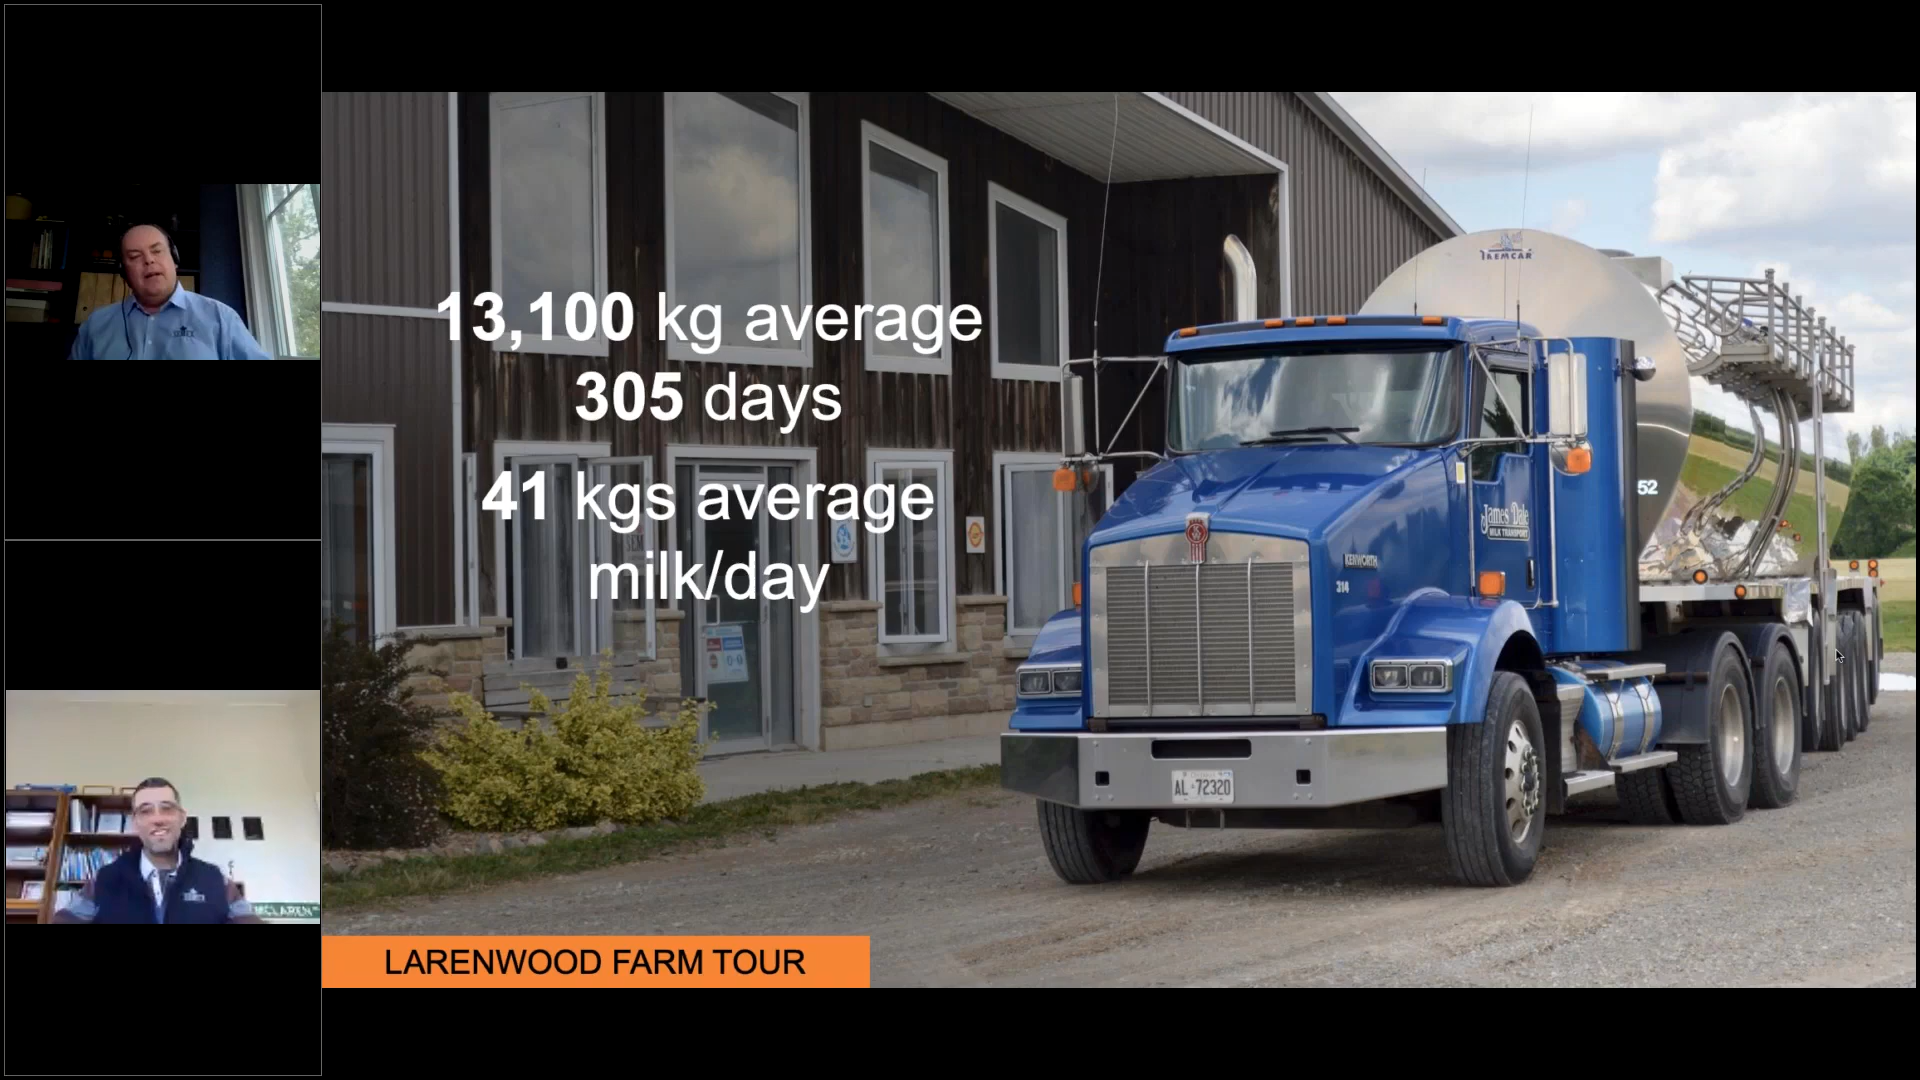 13,100 kg average
305 days
41 kgs average
milk/day
LARENWOOD FARM TOUR
KENWORTH
314
James Dale
MILK TRANSPORT
AL 72320
52
SEMEX